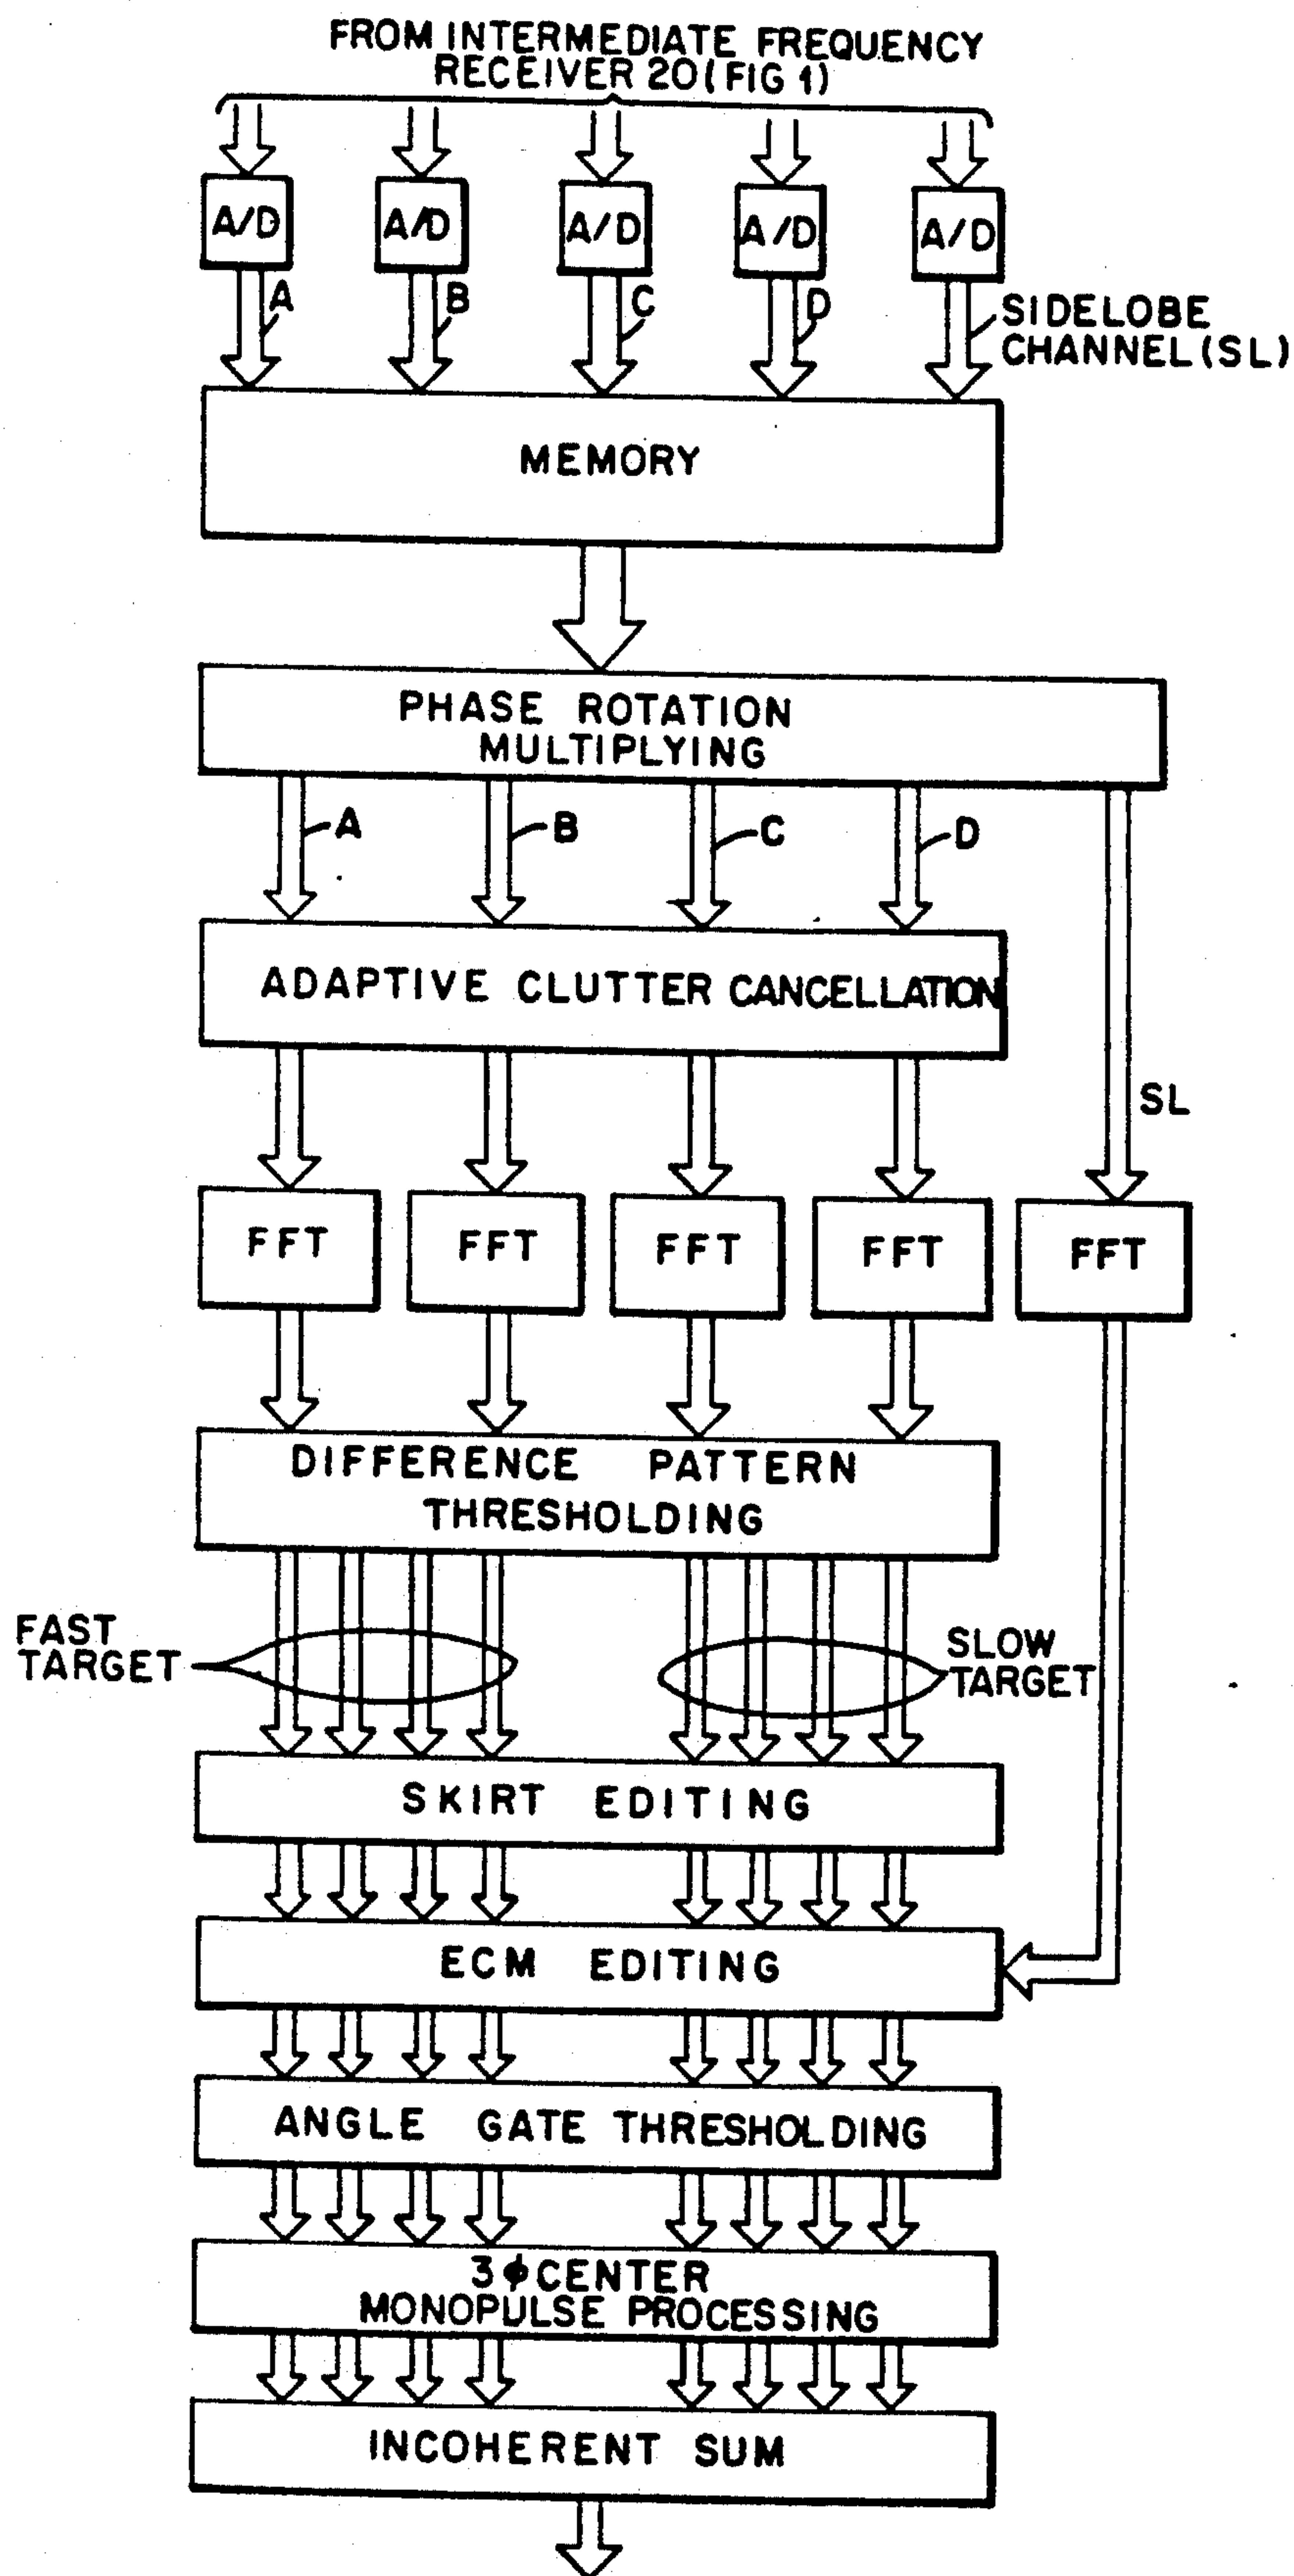 FROM INTERMEDIATE FREQUENCY
RECEIVER 20 (FIG 1)
A/D A/D A/D A/D A/D
A B C D SIDELOBE
CHANNEL (SL)
MEMORY
PHASE ROTATION
MULTIPLYING
A B C D
ADAPTIVE CLUTTER CANCELLATION
SL
FFT FFT FFT FFT FFT
DIFFERENCE PATTERN
THRESHOLDING
FAST
TARGET
SLOW
TARGET
SKIRT EDITING
ECM EDITING
ANGLE GATE THRESHOLDING
3 ϕ CENTER
MONOPULSE PROCESSING
INCOHERENT SUM